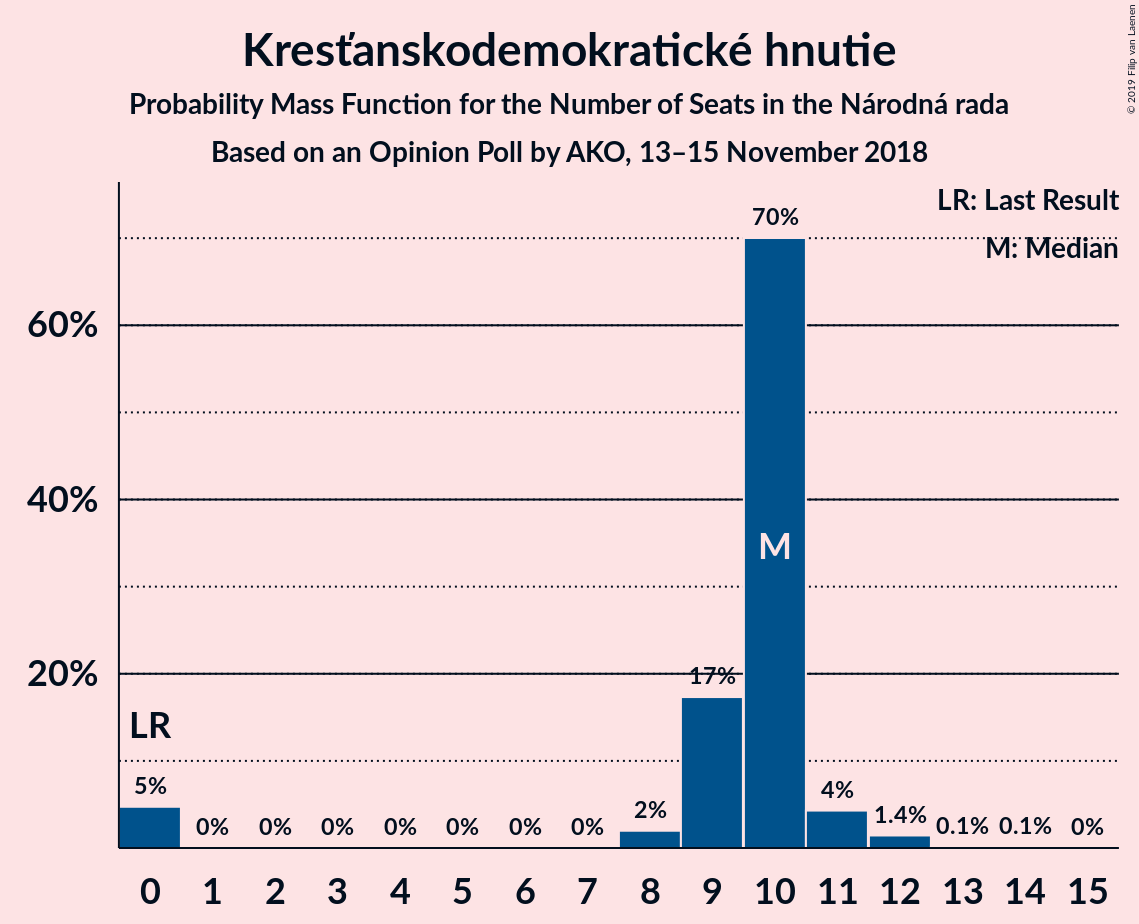 Kresťanskodemokratické hnutie
Probability Mass Function for the Number of Seats in the Národná rada
Based on an Opinion Poll by AKO, 13–15 November 2018
© 2019 Filip van Laenen
LR: Last Result
M: Median
60%
40%
20%
LR
5%
0%
0%
0%
0%
0%
0%
0%
2%
17%
70%
M
4%
1.4%
0.1%
0.1%
0%
0 1 2 3 4 5 6 7 8 9 10 11 12 13 14 15